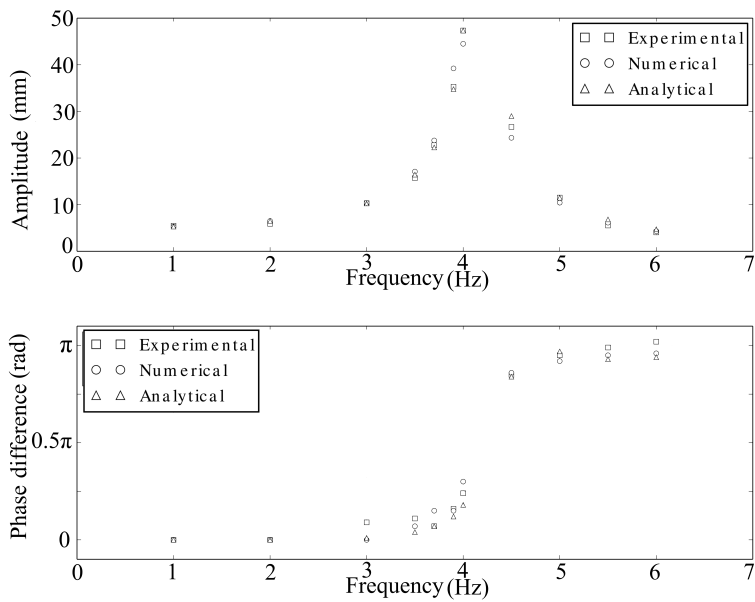 50
40
30
20
10
0
Amplitude (mm)
Experimental
Numerical
Analytical
0 1 2 3 4 5 6 7
Frequency (Hz)
π
0.5π
0
Phase difference (rad)
Experimental
Numerical
Analytical
0 1 2 3 4 5 6 7
Frequency (Hz)